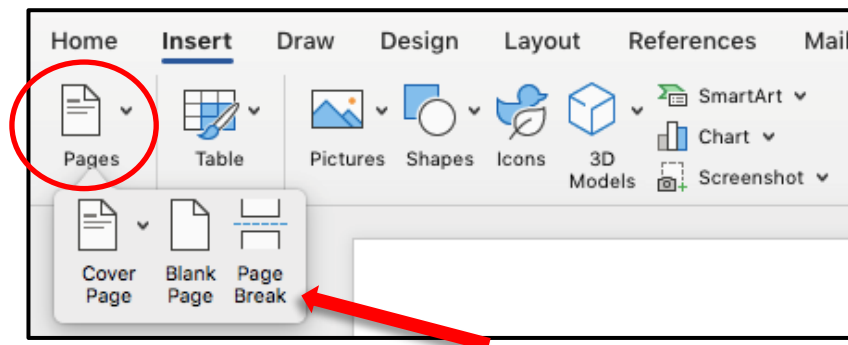 Home Insert Draw Design Layout References Mail
SmartArt
Chart
Pages Table Pictures Shapes Icons 3D Models Screenshot
Cover Page Blank Page Page Break